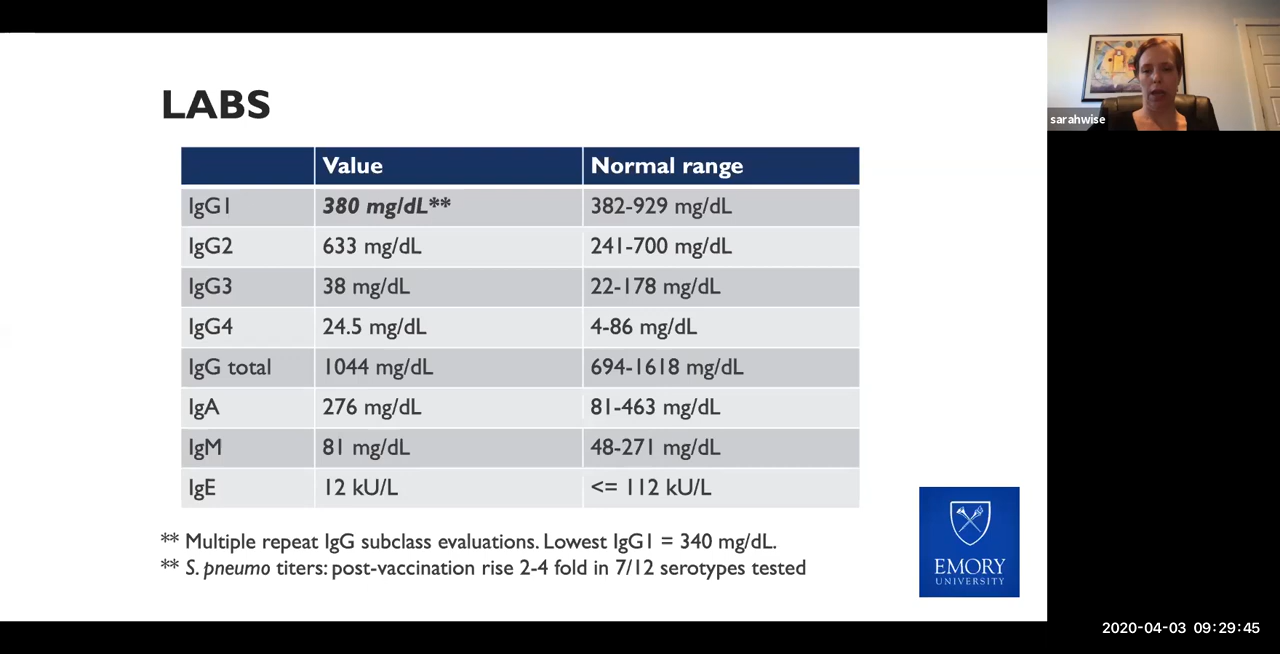 LABS
Value Normal range
IgG1 380 mg/dL** 382-929 mg/dL
IgG2 633 mg/dL 241-700 mg/dL
IgG3 38 mg/dL 22-178 mg/dL
IgG4 24.5 mg/dL 4-86 mg/dL
IgG total 1044 mg/dL 694-1618 mg/dL
IgA 276 mg/dL 81-463 mg/dL
IgM 81 mg/dL 48-271 mg/dL
IgE 12 kU/L <= 112 kU/L
** Multiple repeat IgG subclass evaluations. Lowest IgG1 = 340 mg/dL.
** S. pneumo titers: post-vaccination rise 2-4 fold in 7/12 serotypes tested
EMORY
UNIVERSITY
sarahwise
2020-04-03 09:29:45